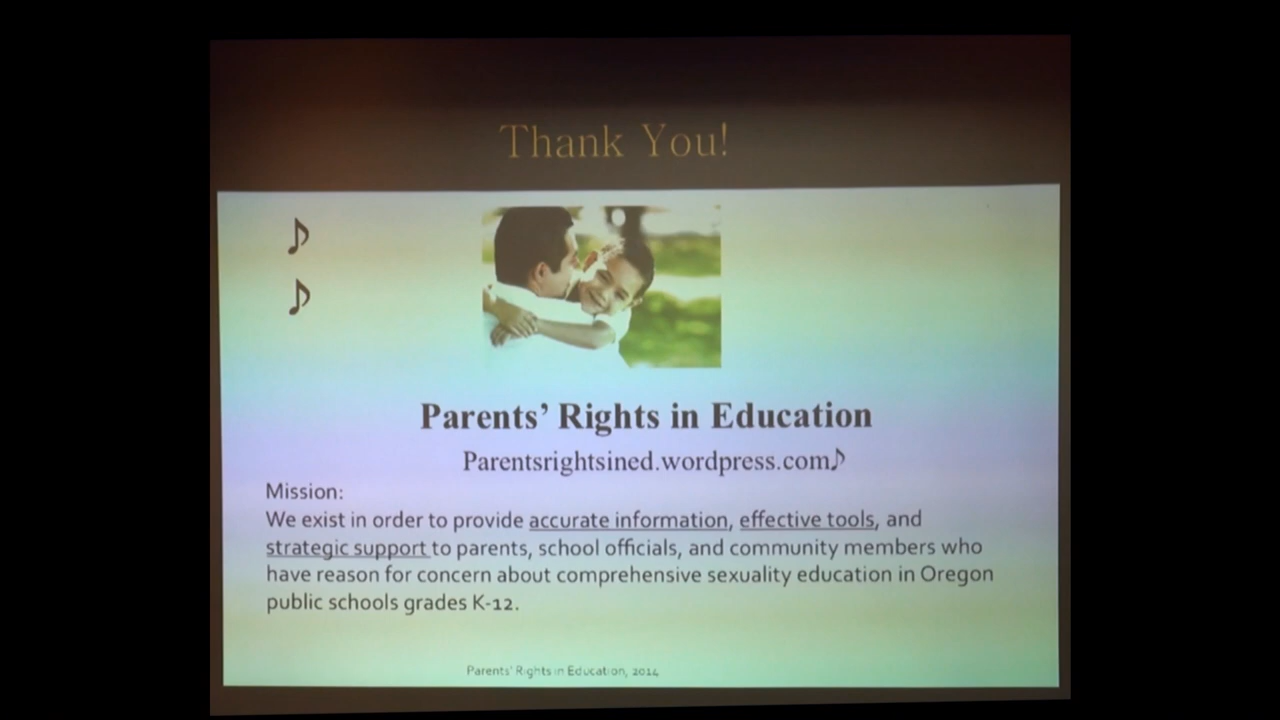 Thank You!
♪
♪
Parents’ Rights in Education
Parentsrightsined.wordpress.com♪
Mission:
We exist in order to provide accurate information, effective tools, and
strategic support to parents, school officials, and community members who
have reason for concern about comprehensive sexuality education in Oregon
public schools grades K-12.
Parents’ Rights in Education, 2014